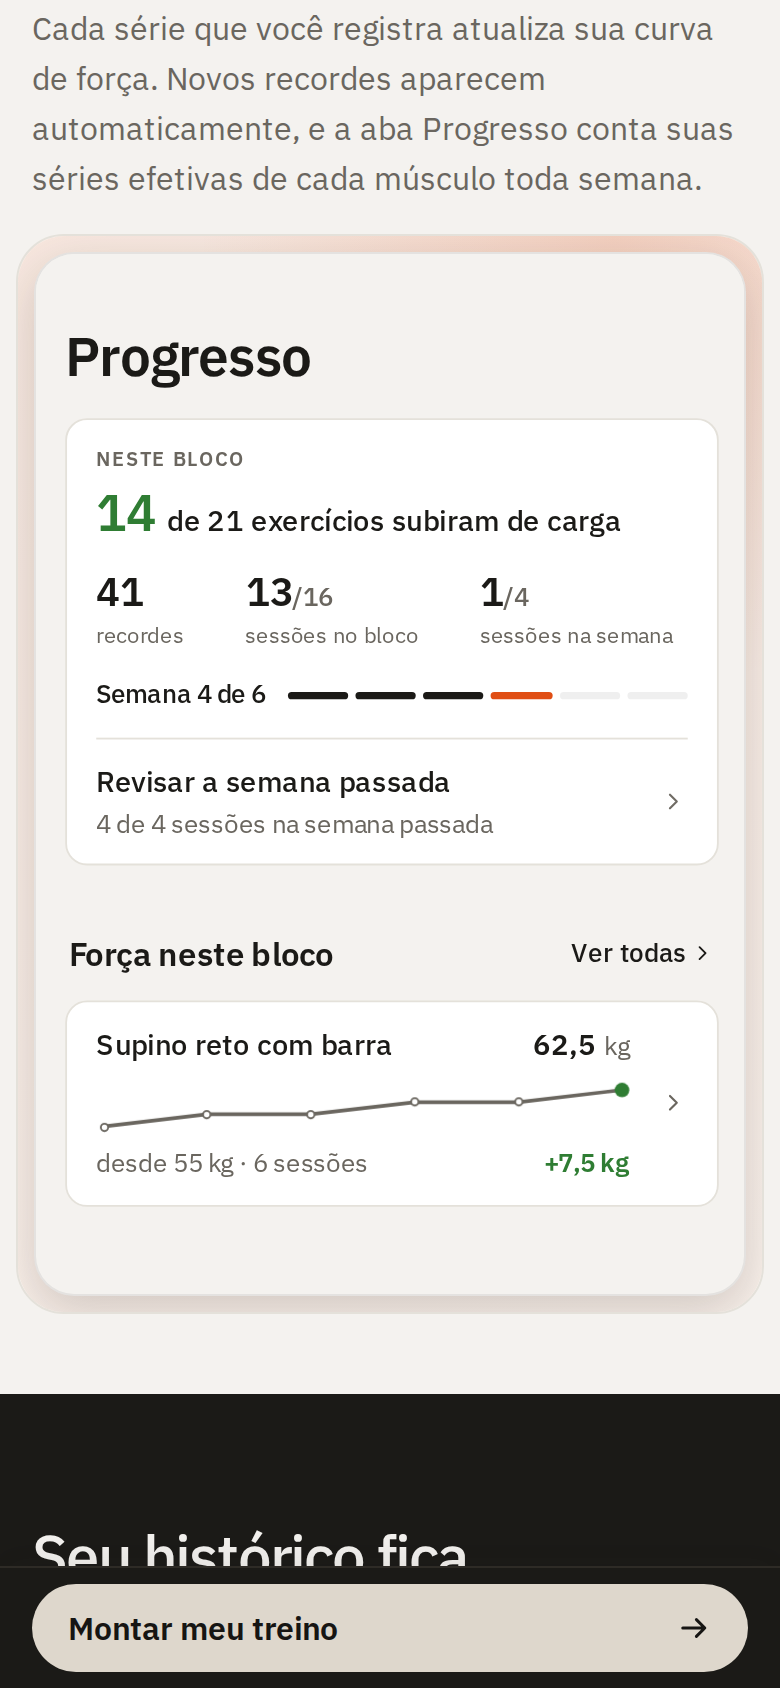 Cada série que você registra atualiza sua curva
de força. Novos recordes aparecem
automaticamente, e a aba Progresso conta suas
séries efetivas de cada músculo toda semana.
Progresso
NESTE BLOCO
14 de 21 exercícios subiram de carga
41 13/16 1/4
recordes sessões no bloco sessões na semana
Semana 4 de 6
Revisar a semana passada
4 de 4 sessões na semana passada
Força neste bloco Ver todas
Supino reto com barra 62,5 kg
desde 55 kg · 6 sessões +7,5 kg
Seu histórico fica
Montar meu treino